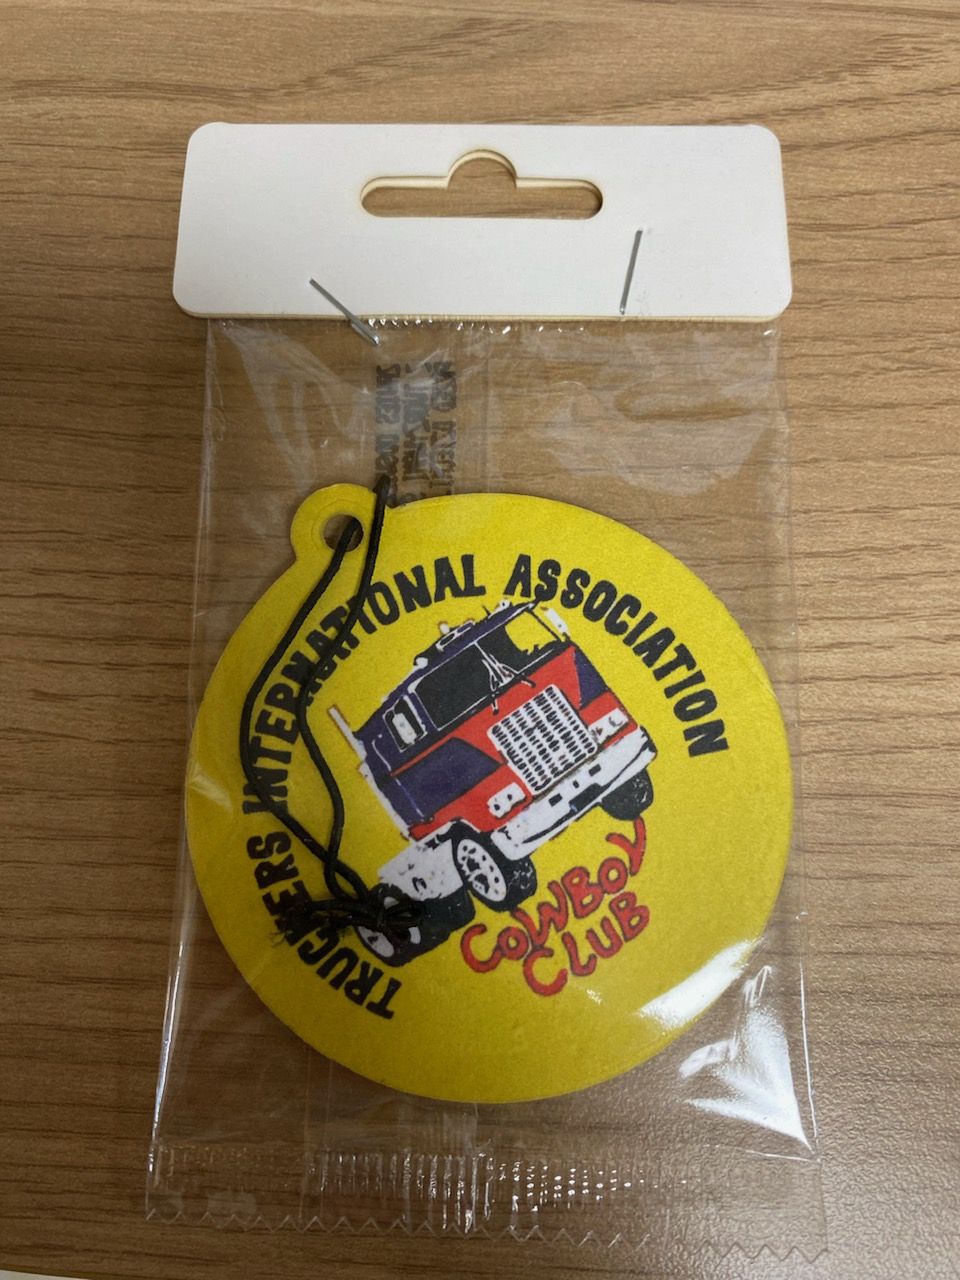 TRUCKERS INTERNATIONAL ASSOCIATION
COWBOY
CLUB